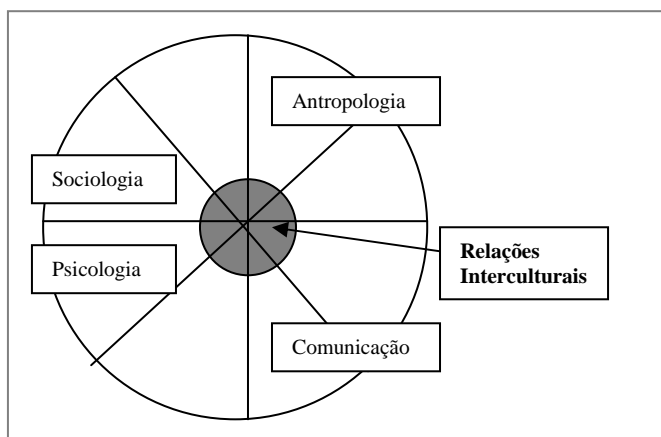 Antropologia
Sociologia
Psicologia
Relações
Interculturais
Comunicação